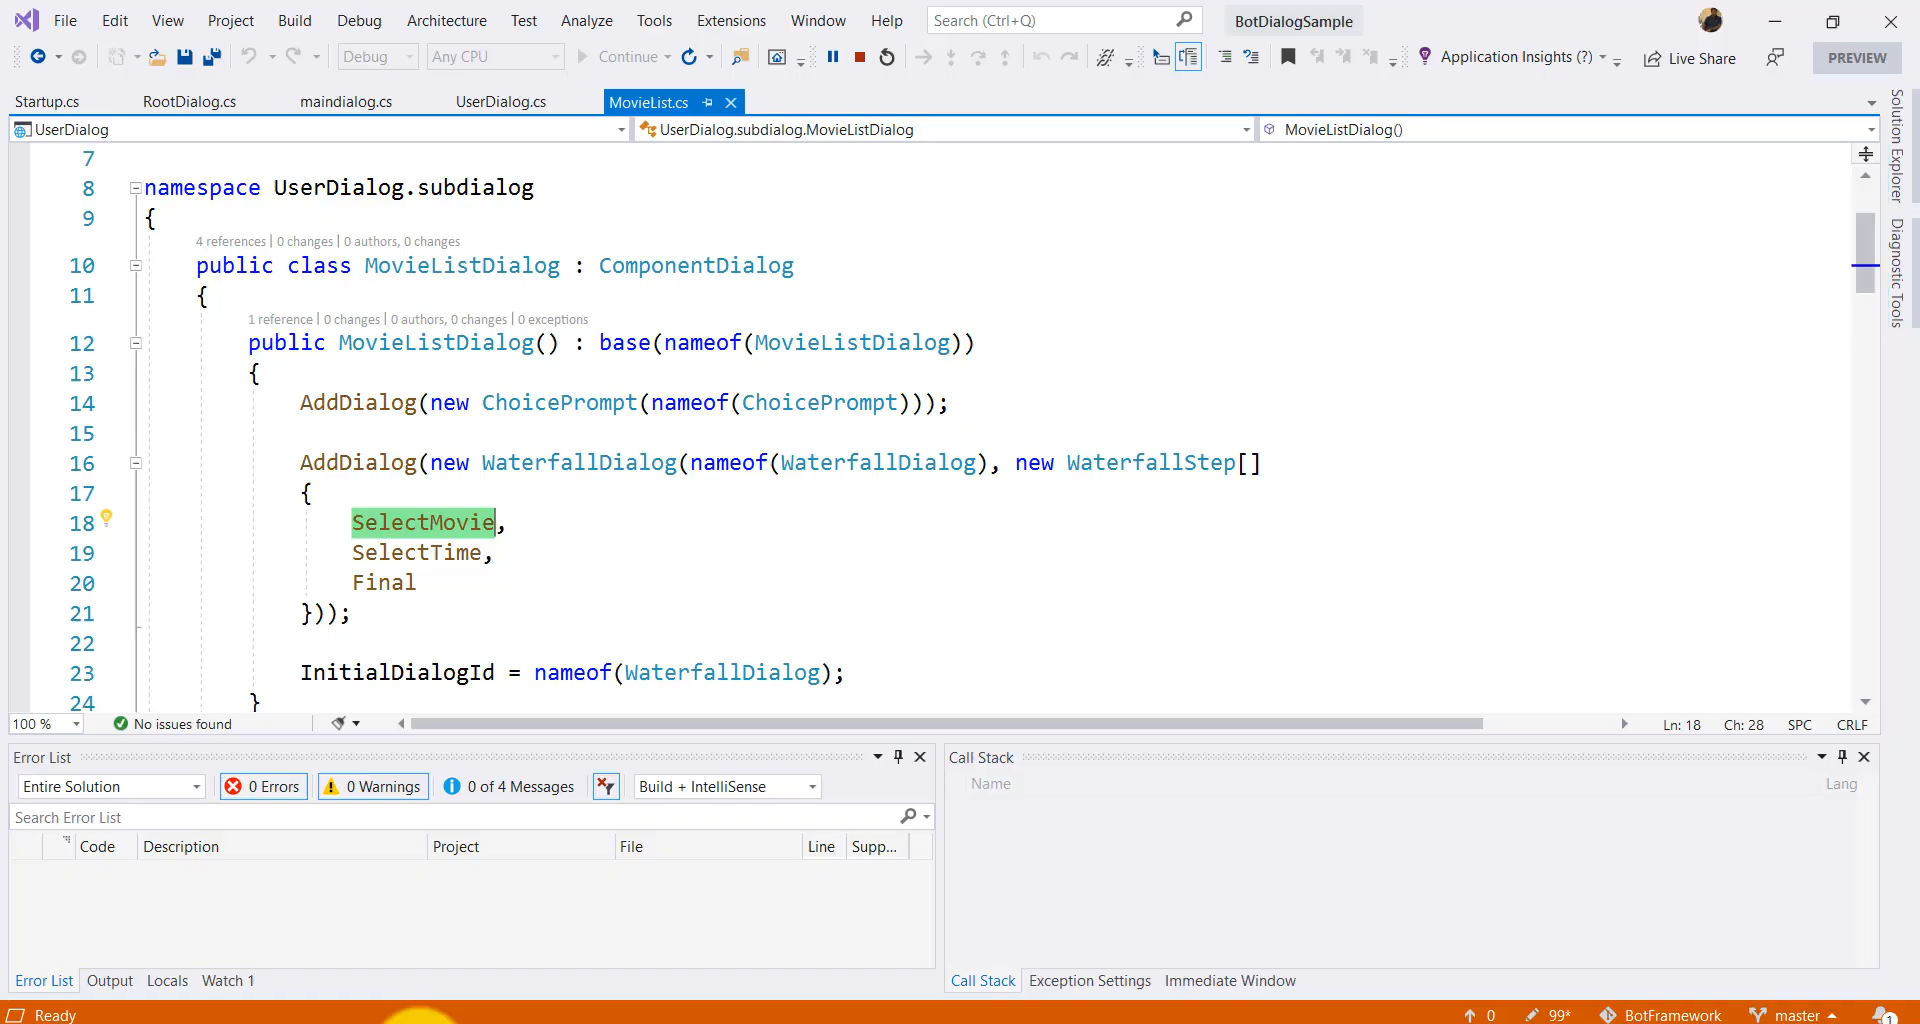 File Edit View Project Build Debug Architecture Test Analyze Tools Extensions Window Help Search (Ctrl+Q) BotDialogSample
Debug Any CPU Continue Application Insights (?) Live Share PREVIEW
Startup.cs RootDialog.cs maindialog.cs UserDialog.cs MovieList.cs
UserDialog UserDialog.subdialog.MovieListDialog MovieListDialog()
Solution Explorer
Diagnostic Tools
7
8 namespace UserDialog.subdialog
9 {
4 references | 0 changes | 0 authors, 0 changes
10 public class MovieListDialog : ComponentDialog
11 {
1 reference | 0 changes | 0 authors, 0 changes | 0 exceptions
12 public MovieListDialog() : base(nameof(MovieListDialog))
13 {
14 AddDialog(new ChoicePrompt(nameof(ChoicePrompt)));
15
16 AddDialog(new WaterfallDialog(nameof(WaterfallDialog), new WaterfallStep[]
17 {
18 SelectMovie,
19 SelectTime,
20 Final
21 }));
22
23 InitialDialogId = nameof(WaterfallDialog);
24 }
100 % No issues found Ln: 18 Ch: 28 SPC CRLF
Error List
Entire Solution 0 Errors 0 Warnings 0 of 4 Messages Build + IntelliSense
Search Error List
Code Description Project File Line Supp...
Error List Output Locals Watch 1
Call Stack
Name Lang
Call Stack Exception Settings Immediate Window
Ready 0 99* BotFramework master 1